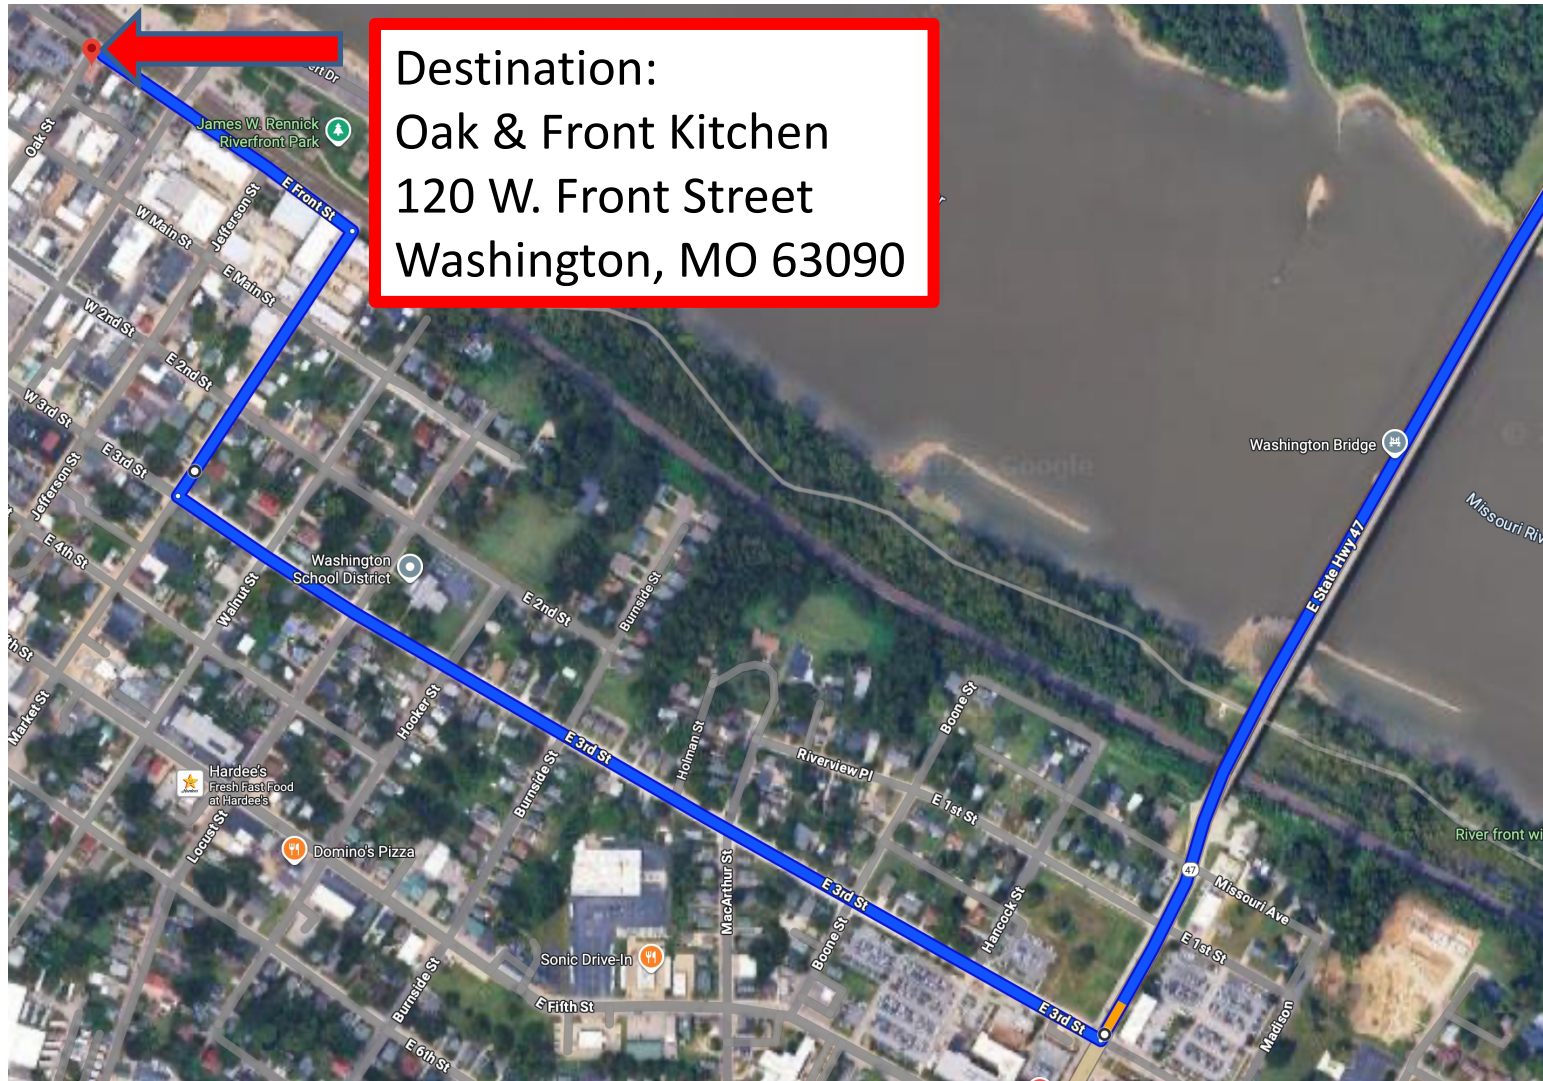 Destination:
Oak & Front Kitchen
120 W. Front Street
Washington, MO 63090
James W. Rennick
Riverfront Park
Oak St
E Front St
Jefferson St
W Main St
E Main St
W 2nd St
E 2nd St
W 3rd St
E 3rd St
Jefferson St
E 4th St
Washington
School District
Walnut St
E 2nd St
Burnside St
Washington Bridge
E State Hwy 47
Market St
Hooker St
E 3rd St
Holman St
Boone St
Riverview Pl
Hardee's
Fresh Fast Food
at Hardee's
Burnside St
E 1st St
Locust St
Domino's Pizza
47
Missouri Ave
River front
MacArthur St
E 3rd St
Hancock St
Boone St
E 1st St
Sonic Drive-In
Burnside St
E Fifth St
E 3rd St
Madison
E 6th St
Google